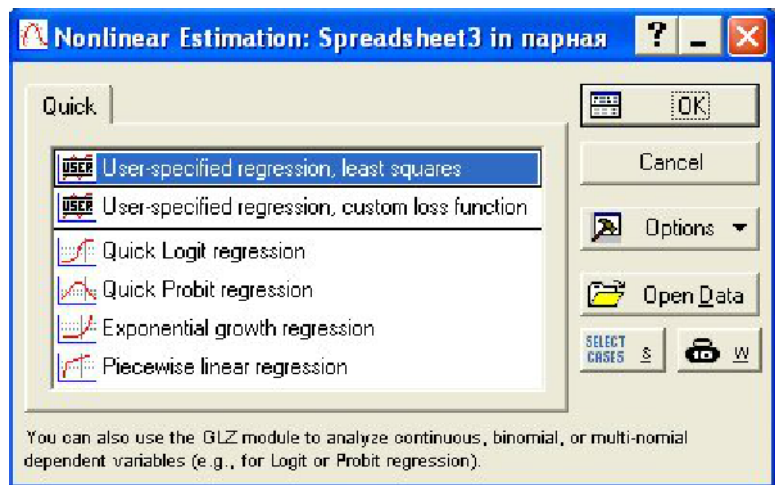 Nonlinear Estimation: Spreadsheet3 in парная
Quick
OK
USER User-specified regression, least squares
Cancel
USER User-specified regression, custom loss function
Options
Quick Logit regression
Quick Probit regression
Open Data
Exponential growth regression
SELECT CASES S W
Piecewise linear regression
You can also use the GLZ module to analyze continuous, binomial, or multi-nomial
dependent variables (e.g., for Logit or Probit regression).